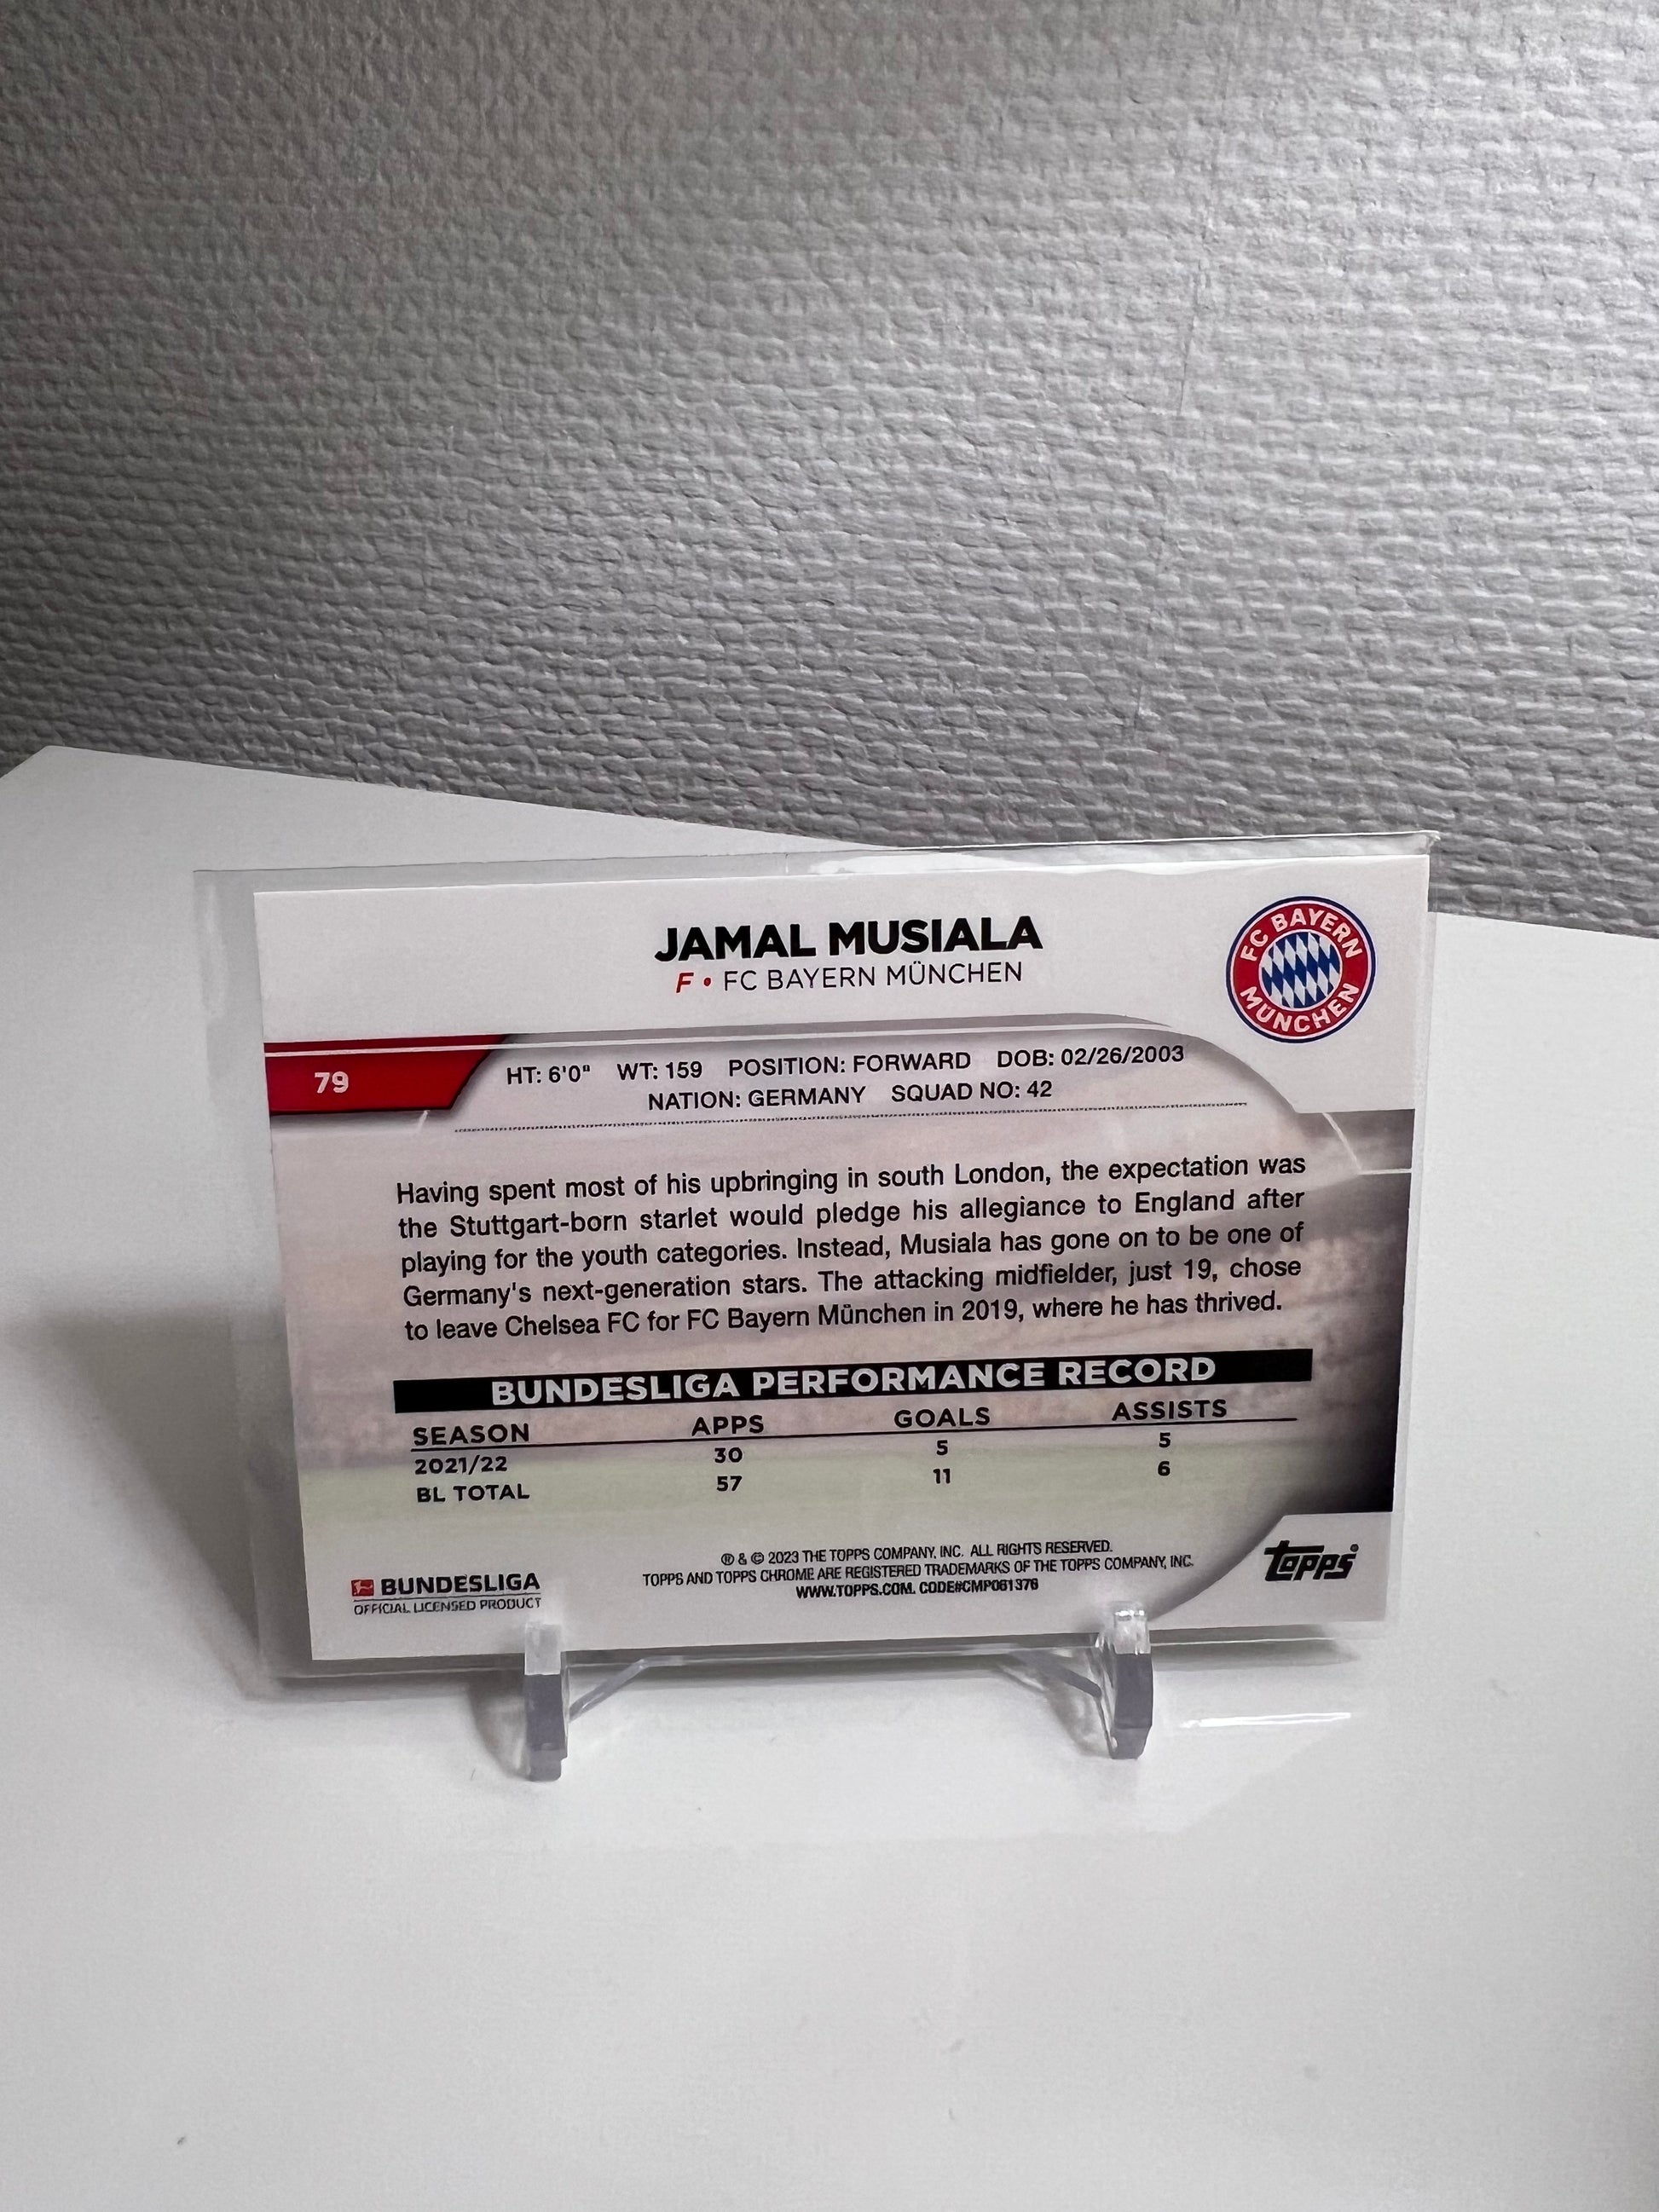 JAMAL MUSIALA
F • FC BAYERN MÜNCHEN
FC BAYERN
MÜNCHEN
79
HT: 6'0" WT: 159 POSITION: FORWARD DOB: 02/26/2003
NATION: GERMANY SQUAD NO: 42
Having spent most of his upbringing in south London, the expectation was
the Stuttgart-born starlet would pledge his allegiance to England after
playing for the youth categories. Instead, Musiala has gone on to be one of
Germany's next-generation stars. The attacking midfielder, just 19, chose
to leave Chelsea FC for FC Bayern München in 2019, where he has thrived.
BUNDESLIGA PERFORMANCE RECORD
SEASON APPS GOALS ASSISTS
2021/22 30 5 5
BL TOTAL 57 11 6
® & © 2023 THE TOPPS COMPANY, INC. ALL RIGHTS RESERVED.
TOPPS AND TOPPS CHROME ARE REGISTERED TRADEMARKS OF THE TOPPS COMPANY, INC.
WWW.TOPPS.COM. CODE#CMP061376
BUNDESLIGA
OFFICIAL LICENSED PRODUCT
topps®